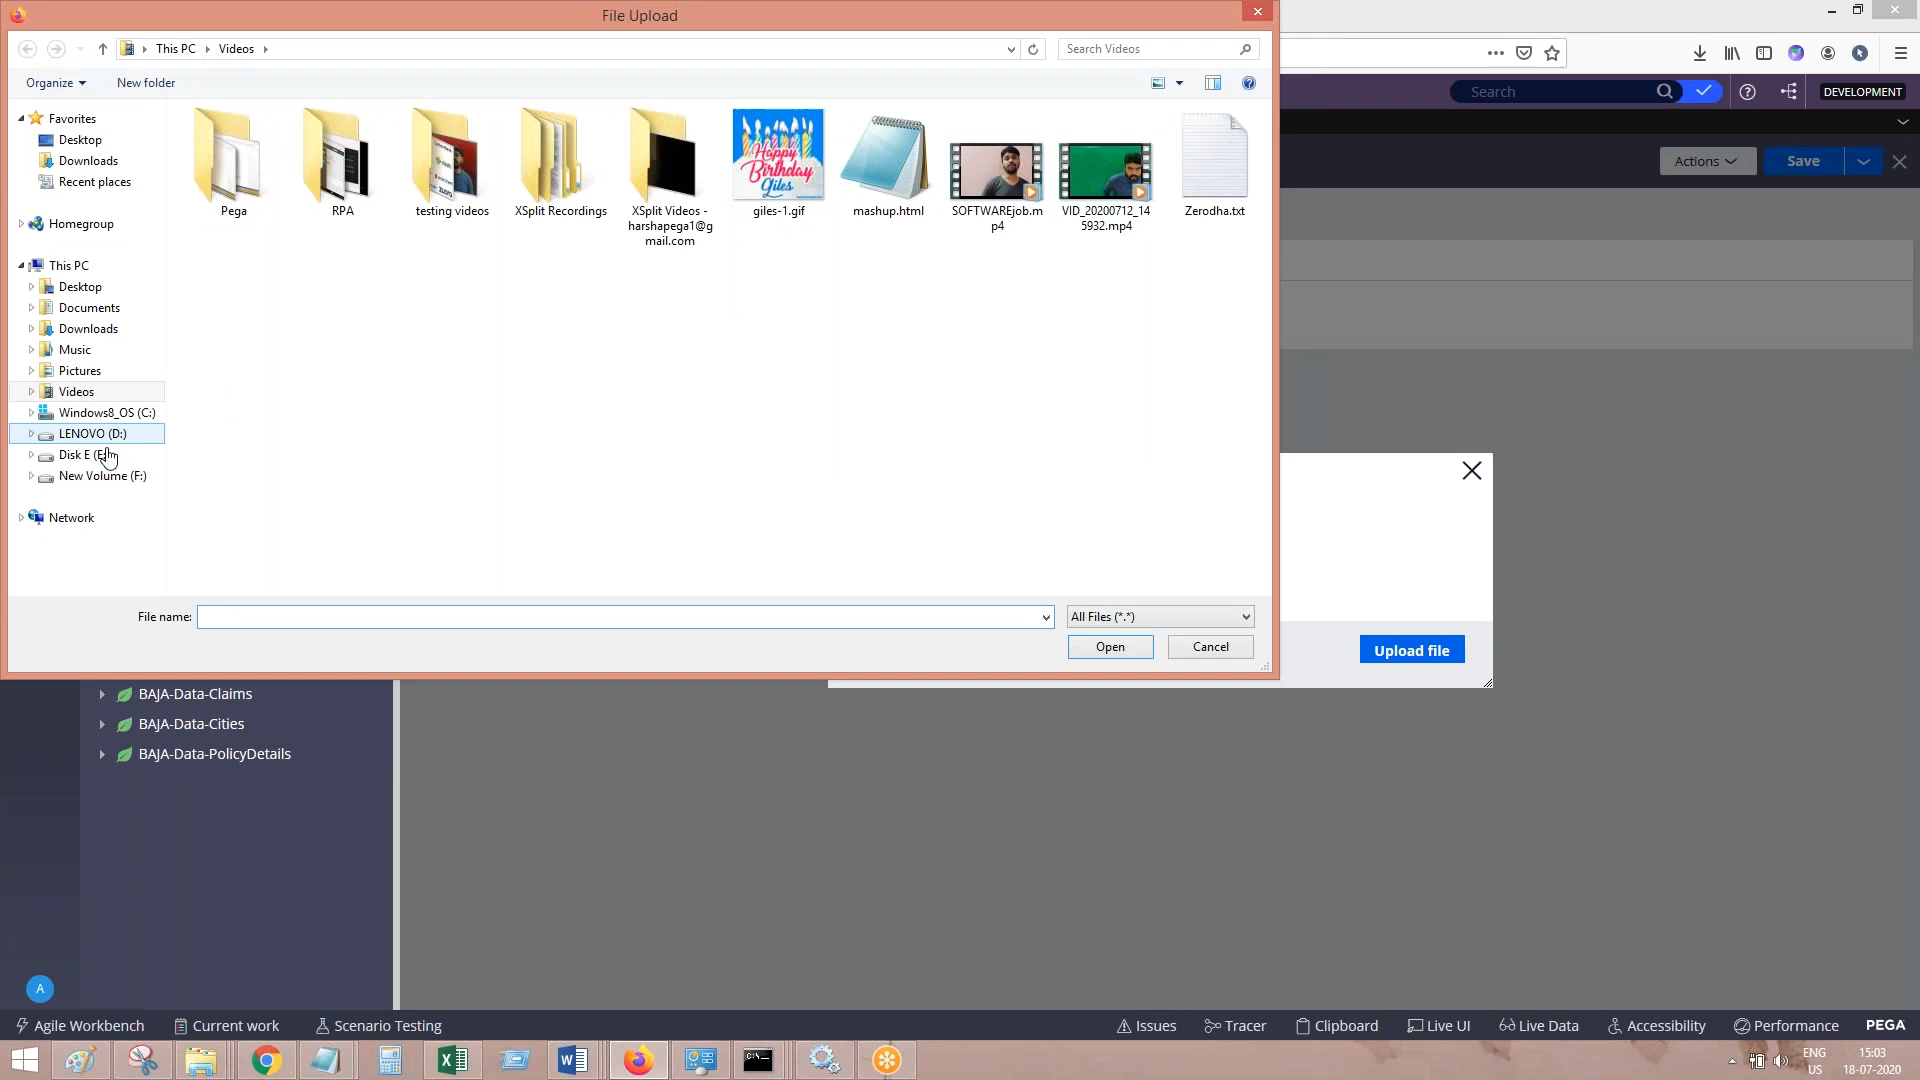 File Upload
This PC
Videos
Search Videos
Organize
New folder
Favorites
Desktop
Downloads
Recent places
Homegroup
This PC
Desktop
Documents
Downloads
Music
Pictures
Videos
Windows8_OS (C:)
LENOVO (D:)
Disk E (E:)
New Volume (F:)
Network
Pega
RPA
testing videos
XSplit Recordings
XSplit Videos -
harshapega1@g
mail.com
Happy
Birthday
Giles
giles-1.gif
mashup.html
SOFTWAREjob.m
p4
VID_20200712_14
5932.mp4
Zerodha.txt
File name:
All Files (*.*)
Open
Cancel
Search
DEVELOPMENT
Actions
Save
Upload file
BAJA-Data-Claims
BAJA-Data-Cities
BAJA-Data-PolicyDetails
A
Agile Workbench
Current work
Scenario Testing
Issues
Tracer
Clipboard
Live UI
Live Data
Accessibility
Performance
PEGA
ENG
US
15:03
18-07-2020